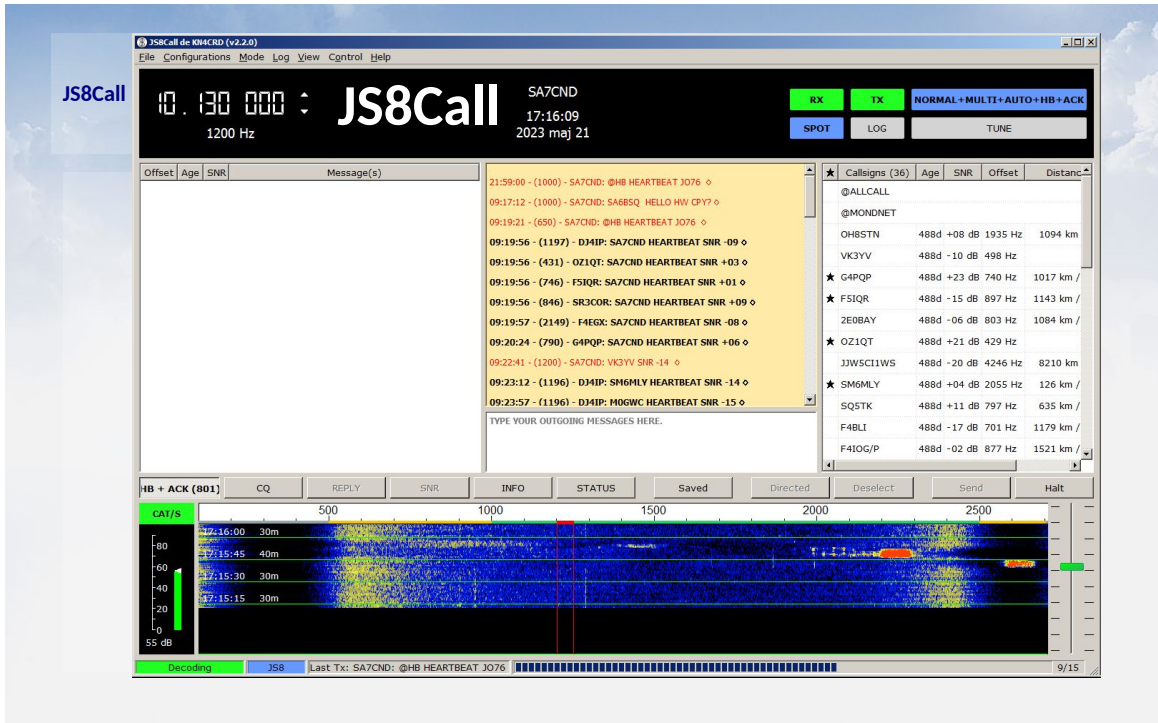 JS8Call de KN4CRD (v2.2.0)
File Configurations Mode Log View Control Help
JS8Call
10.130 000
1200 Hz
JS8Call
SA7CND
17:16:09
2023 maj 21
RX TX NORMAL+MULTI+AUTO+HB+ACK
SPOT LOG TUNE
Offset Age SNR Message(s)
21:59:00 - (1000) - SA7CND: @HB HEARTBEAT JO76 ◇
09:17:12 - (1000) - SA7CND: SA6BSQ HELLO HW CPY? ◇
09:19:21 - (650) - SA7CND: @HB HEARTBEAT JO76 ◇
09:19:56 - (1197) - DJ4IP: SA7CND HEARTBEAT SNR -09 ◇
09:19:56 - (431) - OZ1QT: SA7CND HEARTBEAT SNR +03 ◇
09:19:56 - (746) - F5IQR: SA7CND HEARTBEAT SNR +01 ◇
09:19:56 - (846) - SR3COR: SA7CND HEARTBEAT SNR +09 ◇
09:19:57 - (2149) - F4EGX: SA7CND HEARTBEAT SNR -08 ◇
09:20:24 - (790) - G4PQP: SA7CND HEARTBEAT SNR +06 ◇
09:22:41 - (1200) - SA7CND: VK3YV SNR -14 ◇
09:23:12 - (1196) - DJ4IP: SM6MLY HEARTBEAT SNR -14 ◇
09:23:57 - (1196) - DJ4IP: M0GWC HEARTBEAT SNR -15 ◇
TYPE YOUR OUTGOING MESSAGES HERE.
★ Callsigns (36) Age SNR Offset Distanc
@ALLCALL
@MONDNET
OH8STN 488d +08 dB 1935 Hz 1094 km
VK3YV 488d -10 dB 498 Hz
★ G4PQP 488d +23 dB 740 Hz 1017 km /
★ F5IQR 488d -15 dB 897 Hz 1143 km /
2E0BAY 488d -06 dB 803 Hz 1084 km /
★ OZ1QT 488d +21 dB 429 Hz
JJW5CI1WS 488d -20 dB 4246 Hz 8210 km
★ SM6MLY 488d +04 dB 2055 Hz 126 km /
SQ5TK 488d +11 dB 797 Hz 635 km /
F4BLI 488d -17 dB 701 Hz 1179 km /
F4IOG/P 488d -02 dB 877 Hz 1521 km /
HB + ACK (801) CQ REPLY SNR INFO STATUS Saved Directed Deselect Send Halt
CAT/S 500 1000 1500 2000 2500
17:16:00 30m
17:15:45 40m
17:15:30 30m
17:15:15 30m
80
60
40
20
0
55 dB
Decoding JS8 Last Tx: SA7CND: @HB HEARTBEAT JO76 9/15